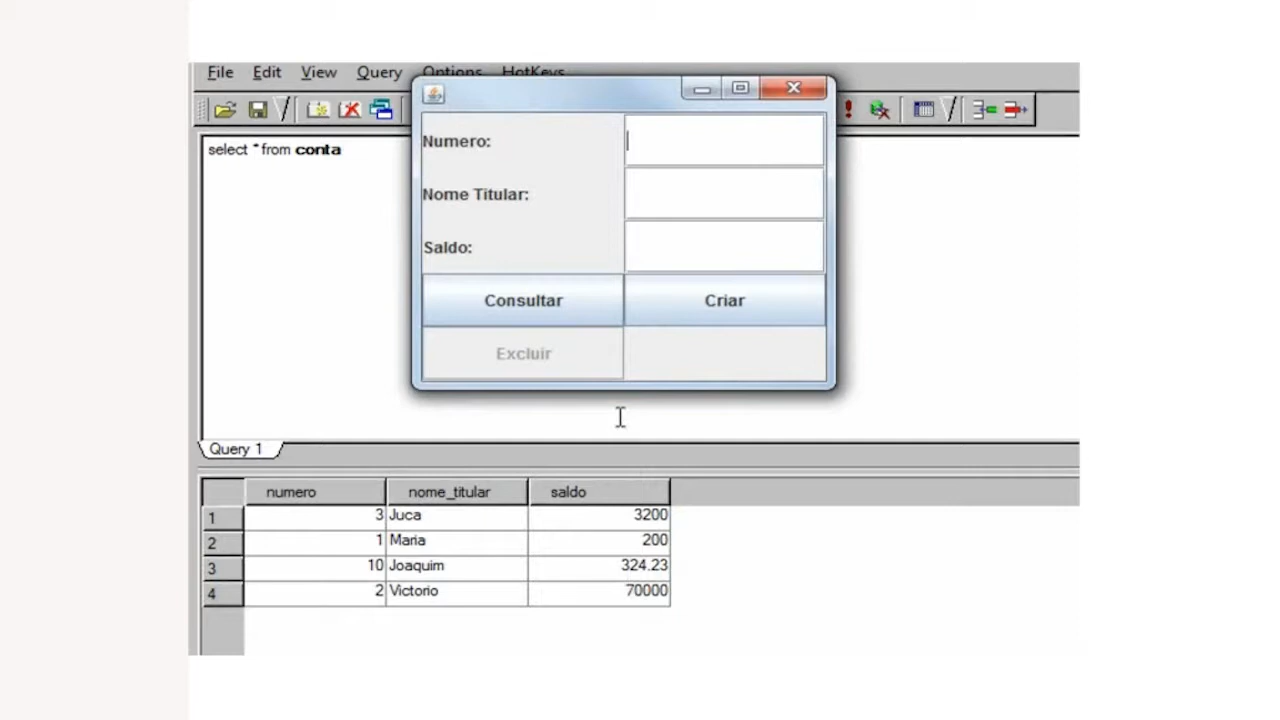 File Edit View Query Options HotKeys
select * from conta
Numero:
Nome Titular:
Saldo:
Consultar Criar
Excluir
Query 1
numero nome_titular saldo
1 3 Juca 3200
2 1 Maria 200
3 10 Joaquim 324.23
4 2 Victorio 70000